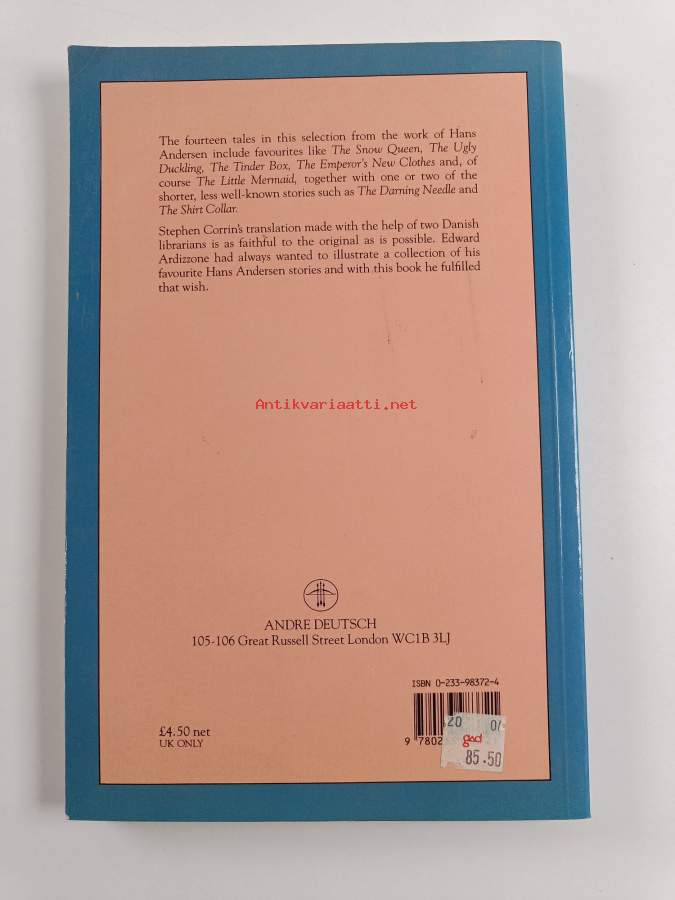 The fourteen tales in this selection from the work of Hans
Andersen include favourites like The Snow Queen, The Ugly
Duckling, The Tinder Box, The Emperor's New Clothes and, of
course The Little Mermaid, together with one or two of the
shorter, less well-known stories such as The Darning Needle and
The Shirt Collar.
Stephen Corrin's translation made with the help of two Danish
librarians is as faithful to the original as is possible. Edward
Ardizzone had always wanted to illustrate a collection of his
favourite Hans Andersen stories and with this book he fulfilled
that wish.
Antikvariaatti.net
ANDRE DEUTSCH
105-106 Great Russell Street London WC1B 3LJ
ISBN 0-233-98372-4
£4.50 net
UK ONLY
9 7802
20 0/
85.50